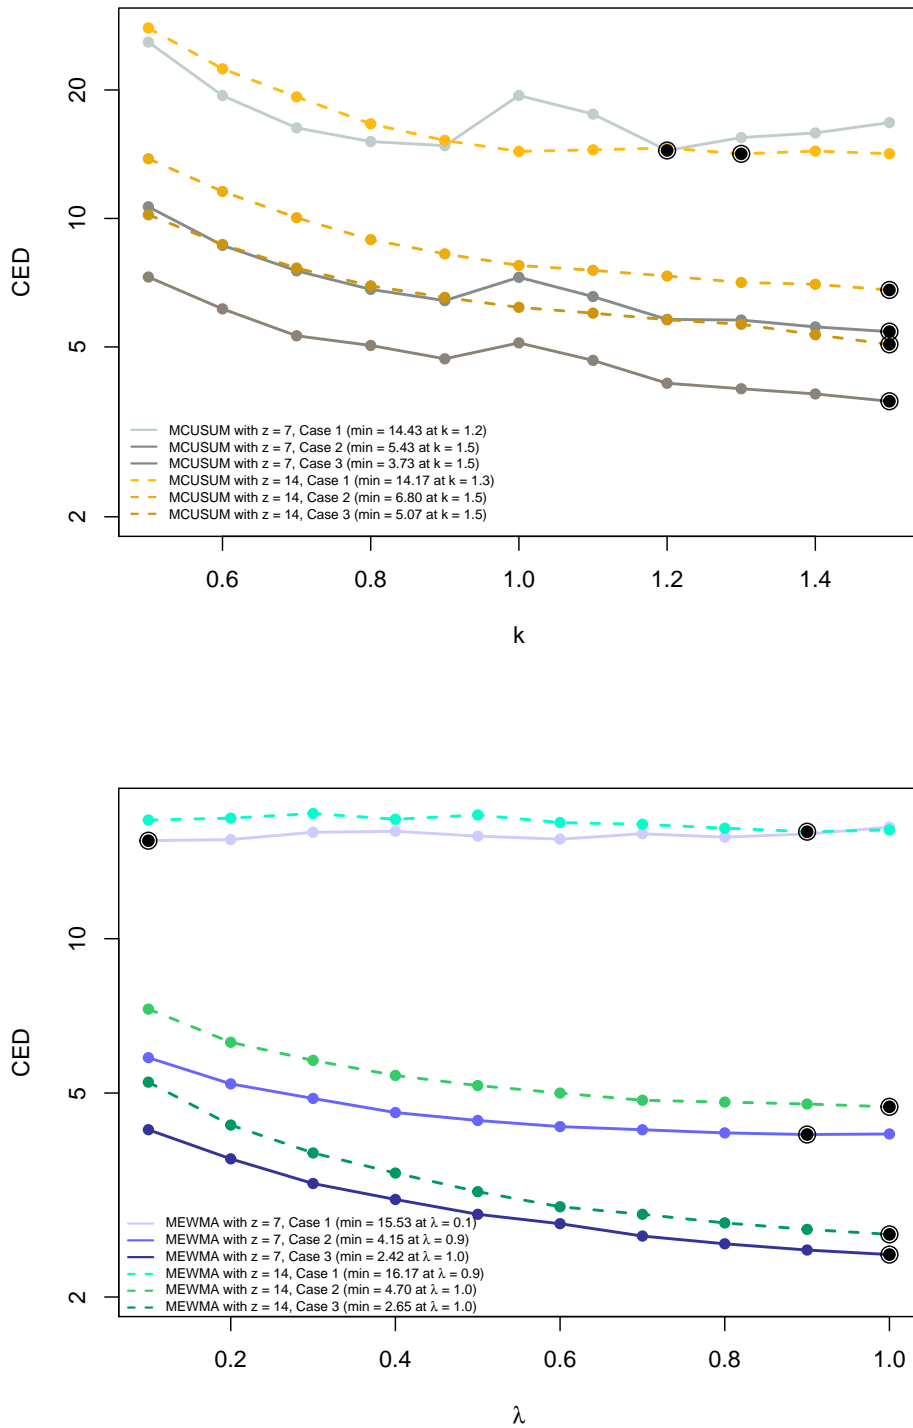 20
10
5
2
CED
MCUSUM with z = 7, Case 1 (min = 14.43 at k = 1.2)
MCUSUM with z = 7, Case 2 (min = 5.43 at k = 1.5)
MCUSUM with z = 7, Case 3 (min = 3.73 at k = 1.5)
MCUSUM with z = 14, Case 1 (min = 14.17 at k = 1.3)
MCUSUM with z = 14, Case 2 (min = 6.80 at k = 1.5)
MCUSUM with z = 14, Case 3 (min = 5.07 at k = 1.5)
0.6 0.8 1.0 1.2 1.4
k
10
5
2
CED
MEWMA with z = 7, Case 1 (min = 15.53 at λ = 0.1)
MEWMA with z = 7, Case 2 (min = 4.15 at λ = 0.9)
MEWMA with z = 7, Case 3 (min = 2.42 at λ = 1.0)
MEWMA with z = 14, Case 1 (min = 16.17 at λ = 0.9)
MEWMA with z = 14, Case 2 (min = 4.70 at λ = 1.0)
MEWMA with z = 14, Case 3 (min = 2.65 at λ = 1.0)
0.2 0.4 0.6 0.8 1.0
λ